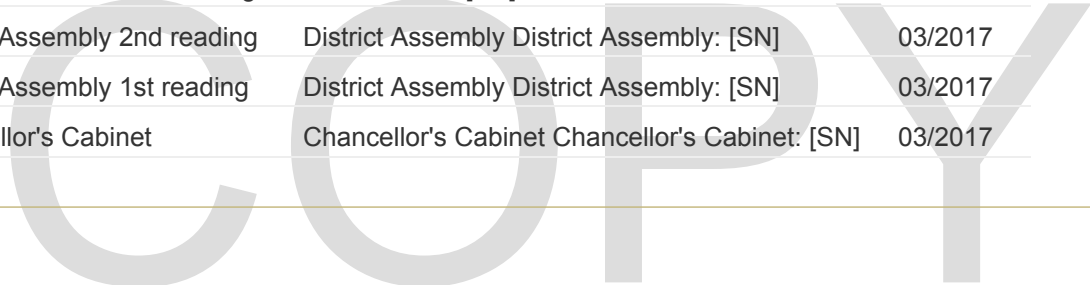 Assembly 2nd reading District Assembly District Assembly: [SN] 03/2017
Assembly 1st reading District Assembly District Assembly: [SN] 03/2017
llor's Cabinet Chancellor's Cabinet Chancellor's Cabinet: [SN] 03/2017
COPY